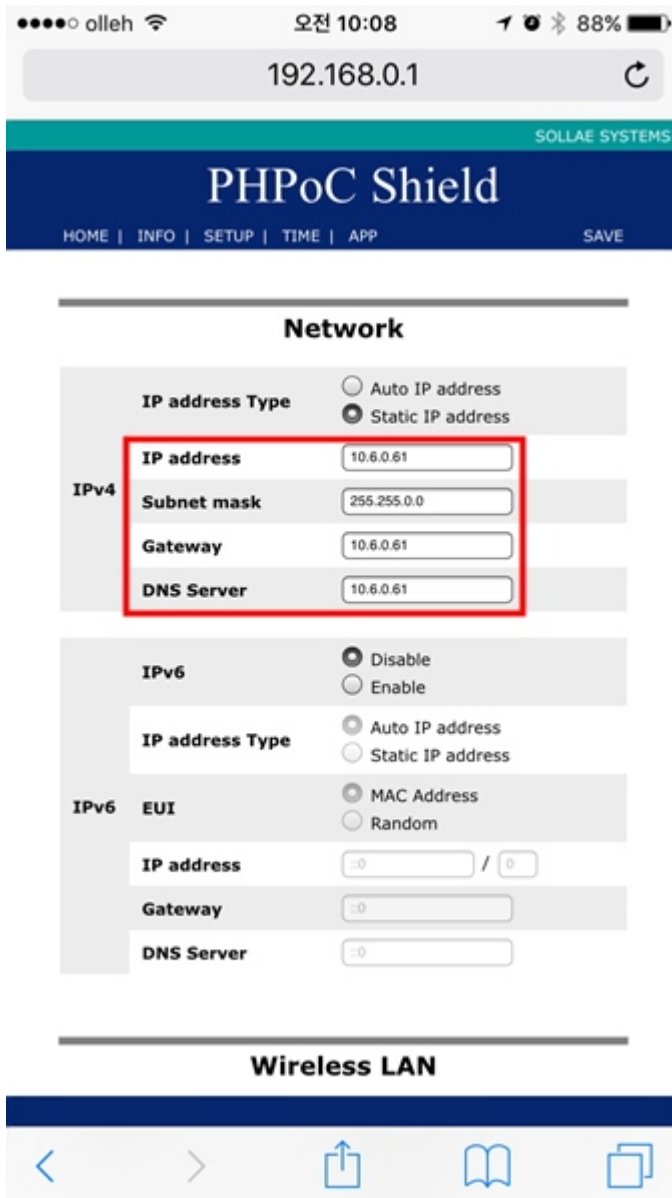 olleh 오전 10:08 88%
192.168.0.1
SOLLAE SYSTEMS
PHPoC Shield
HOME | INFO | SETUP | TIME | APP SAVE
Network
IPv4
IP address Type
Auto IP address
Static IP address
IP address 10.6.0.61
Subnet mask 255.255.0.0
Gateway 10.6.0.61
DNS Server 10.6.0.61
IPv6
IPv6
Disable
Enable
IP address Type
Auto IP address
Static IP address
EUI
MAC Address
Random
IP address ::0 / 0
Gateway ::0
DNS Server ::0
Wireless LAN